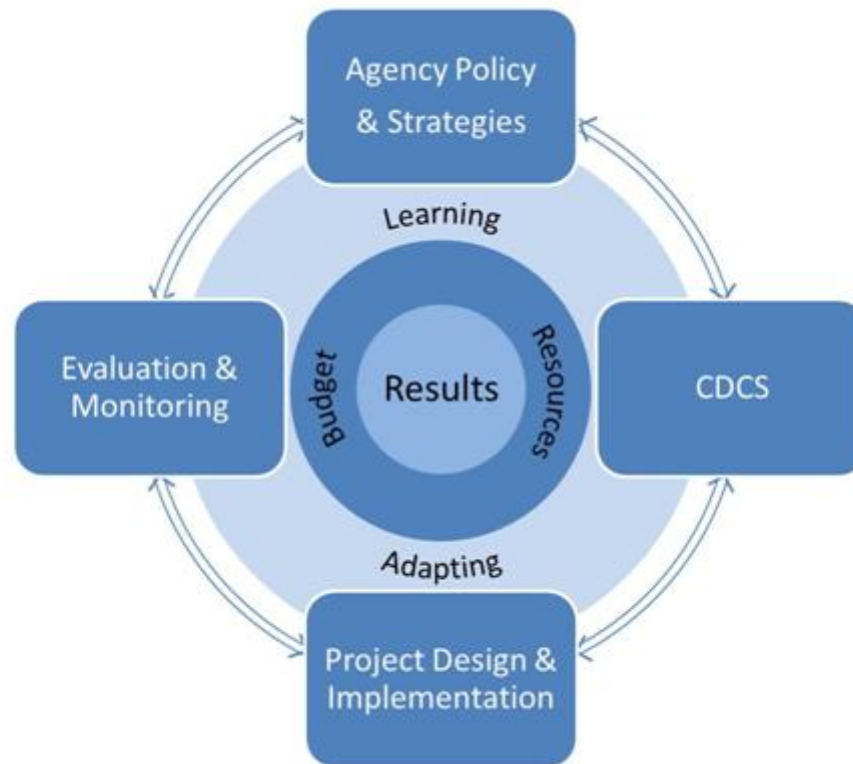 Agency Policy
& Strategies
Learning
Evaluation &
Monitoring
Budget
Results
Resources
CDCS
Adapting
Project Design &
Implementation